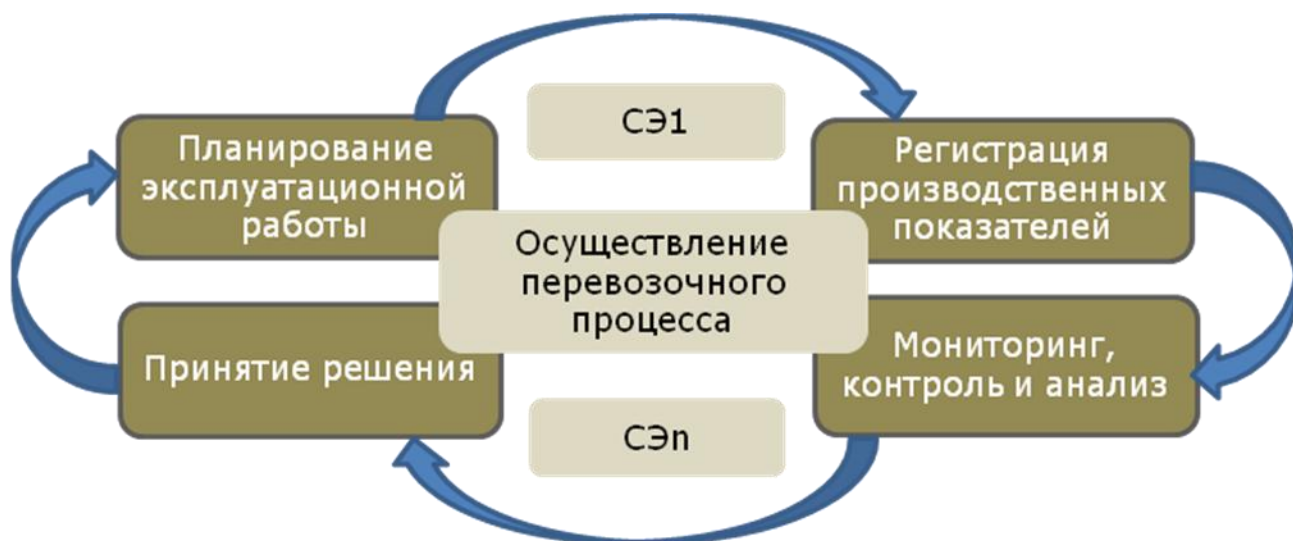 СЭ1
Планирование
эксплуатационной
работы
Регистрация
производственных
показателей
Осуществление
перевозочного
процесса
Принятие решения
Мониторинг,
контроль и анализ
СЭn